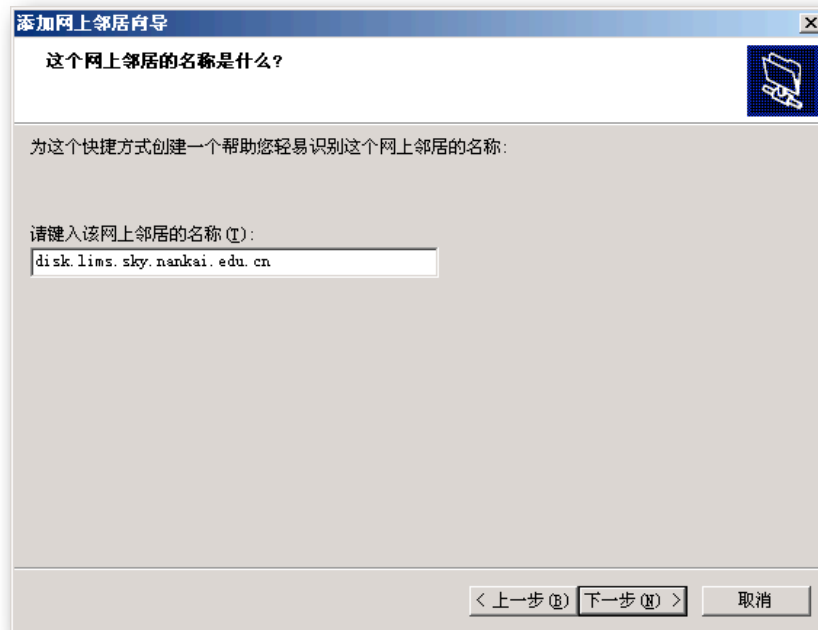 添加网上邻居向导
这个网上邻居的名称是什么?
为这个快捷方式创建一个帮助您轻易识别这个网上邻居的名称:
请键入该网上邻居的名称(T):
disk.lims.sky.nankai.edu.cn
< 上一步(B) 下一步(N) > 取消